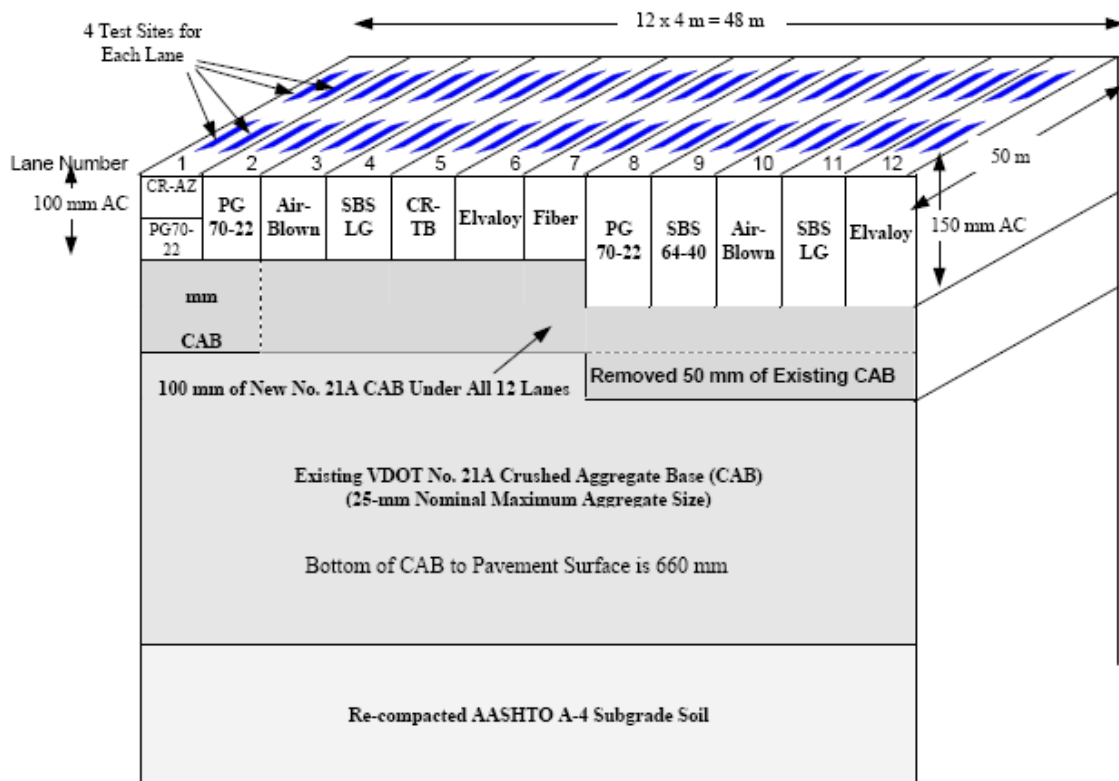 12 x 4 m = 48 m
4 Test Sites for
Each Lane
Lane Number
1 2 3 4 5 6 7 8 9 10 11 12
50 m
100 mm AC
150 mm AC
CR-AZ
PG70-
22
PG
70-22
Air-
Blown
SBS
LG
CR-
TB
Elvaloy
Fiber
PG
70-22
SBS
64-40
Air-
Blown
SBS
LG
Elvaloy
mm
CAB
100 mm of New No. 21A CAB Under All 12 Lanes
Removed 50 mm of Existing CAB
Existing VDOT No. 21A Crushed Aggregate Base (CAB)
(25-mm Nominal Maximum Aggregate Size)
Bottom of CAB to Pavement Surface is 660 mm
Re-compacted AASHTO A-4 Subgrade Soil